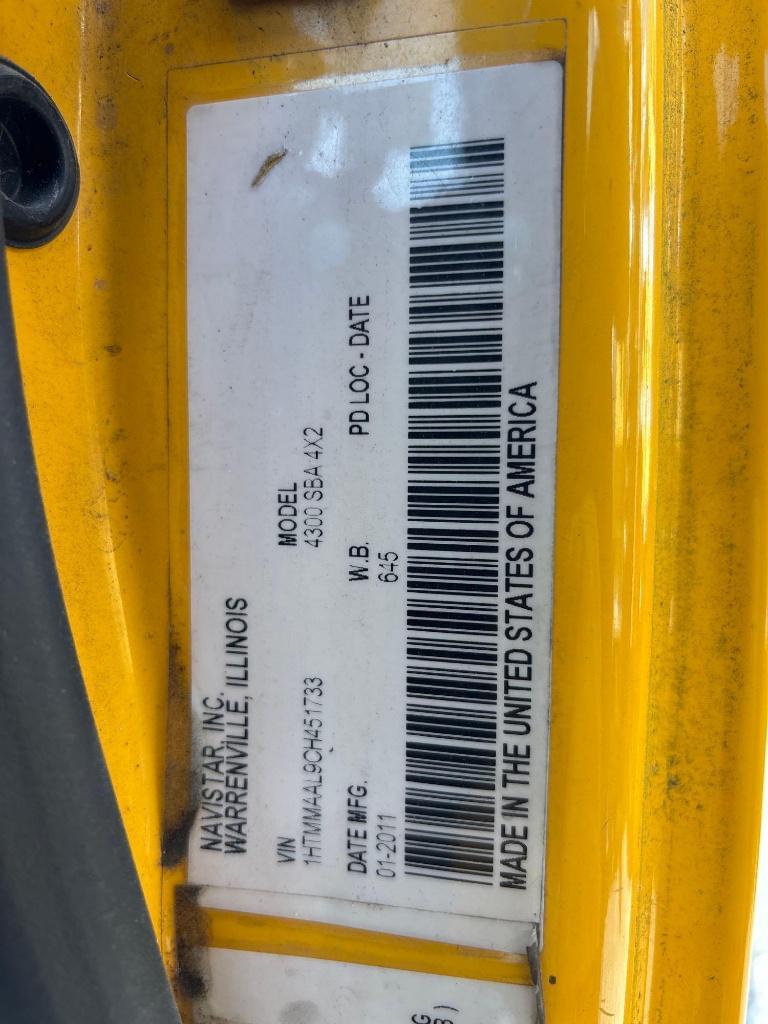 NAVISTAR, INC.
WARRENVILLE, ILLINOIS
VIN
1HTMMAAL9CH451733
MODEL
4300 SBA 4X2
DATE MFG.
01-2011
W.B.
645
PD LOC - DATE
MADE IN THE UNITED STATES OF AMERICA